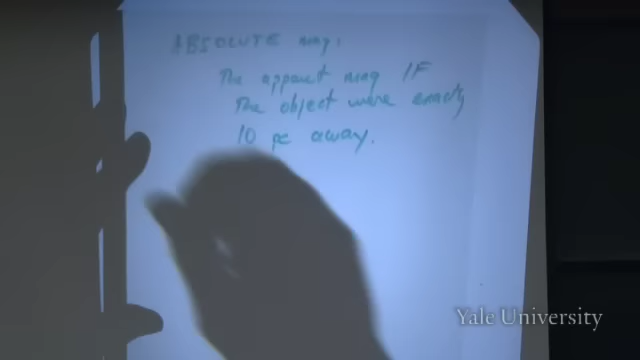 ABSOLUTE mag:
The apparent mag IF
the object were exactly
10 pc away.
Yale University